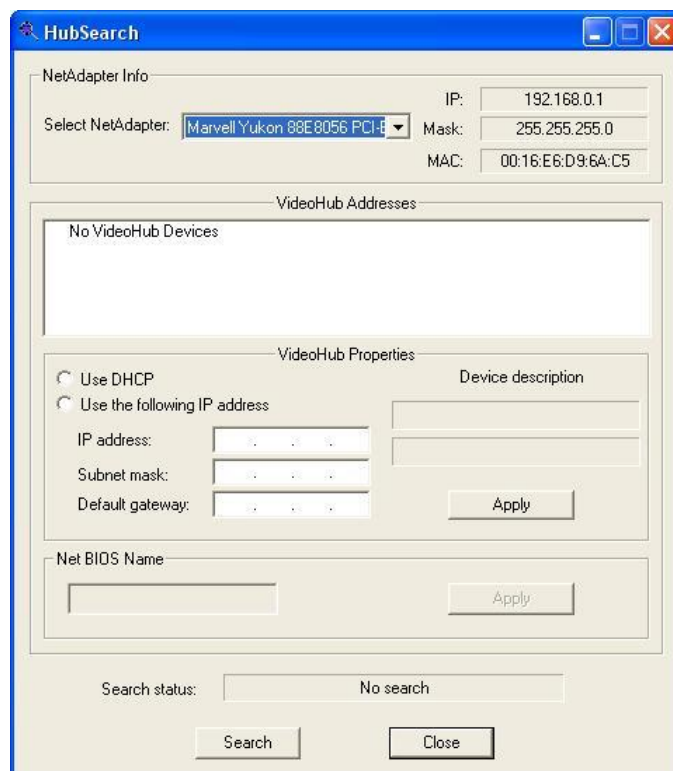 HubSearch
NetAdapter Info
IP: 192.168.0.1
Select NetAdapter: Marvell Yukon 88E8056 PCI-E
Mask: 255.255.255.0
MAC: 00:16:E6:D9:6A:C5
VideoHub Addresses
No VideoHub Devices
VideoHub Properties
Use DHCP
Device description
Use the following IP address
IP address: . . .
Subnet mask: . . .
Default gateway: . . .
Apply
Net BIOS Name
Apply
Search status: No search
Search Close